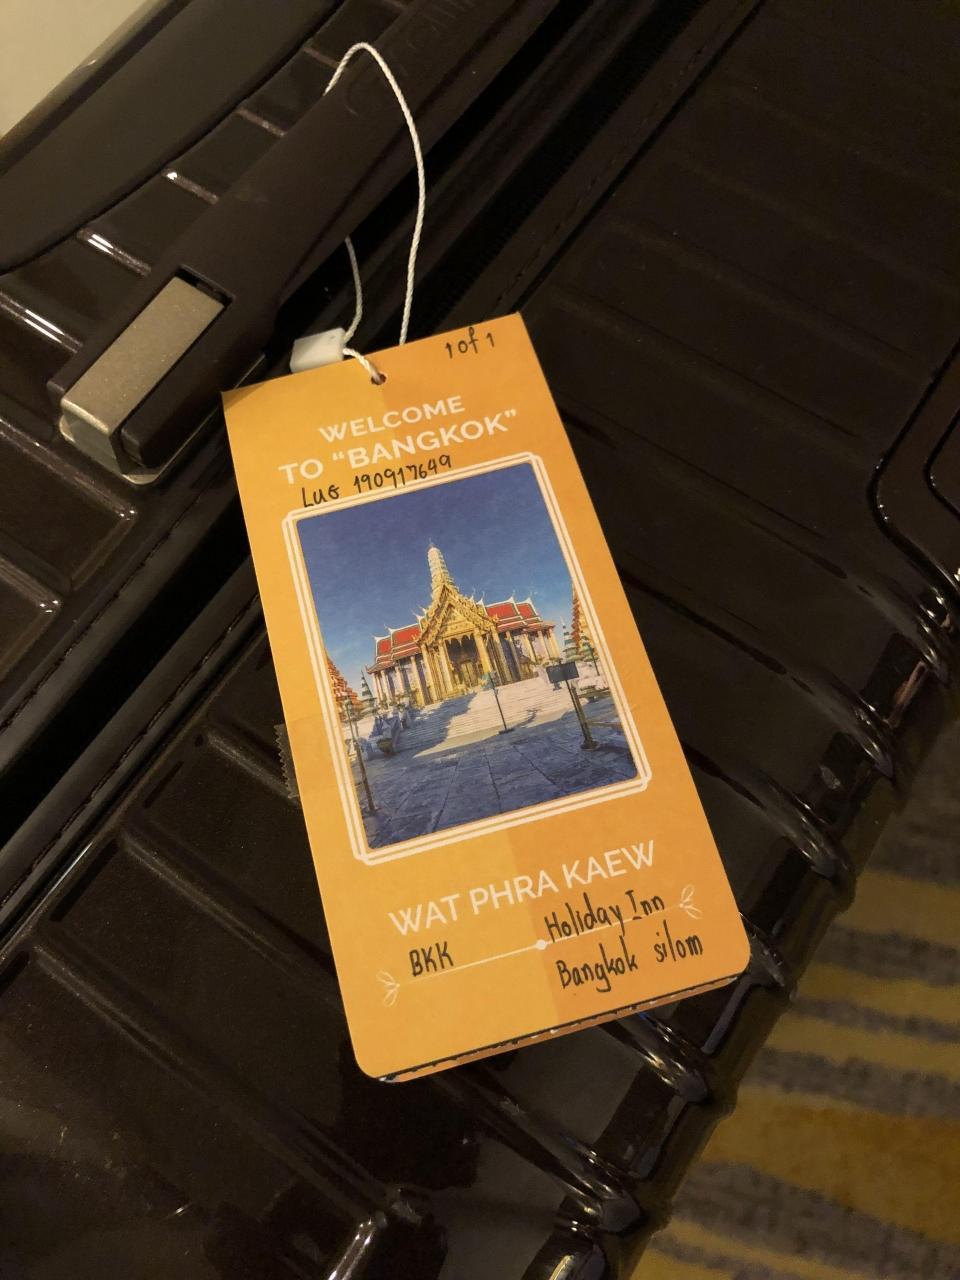 1 of 1
WELCOME
TO “BANGKOK”
LUG 190917649
WAT PHRA KAEW
BKK
Holiday Inn
Bangkok silom